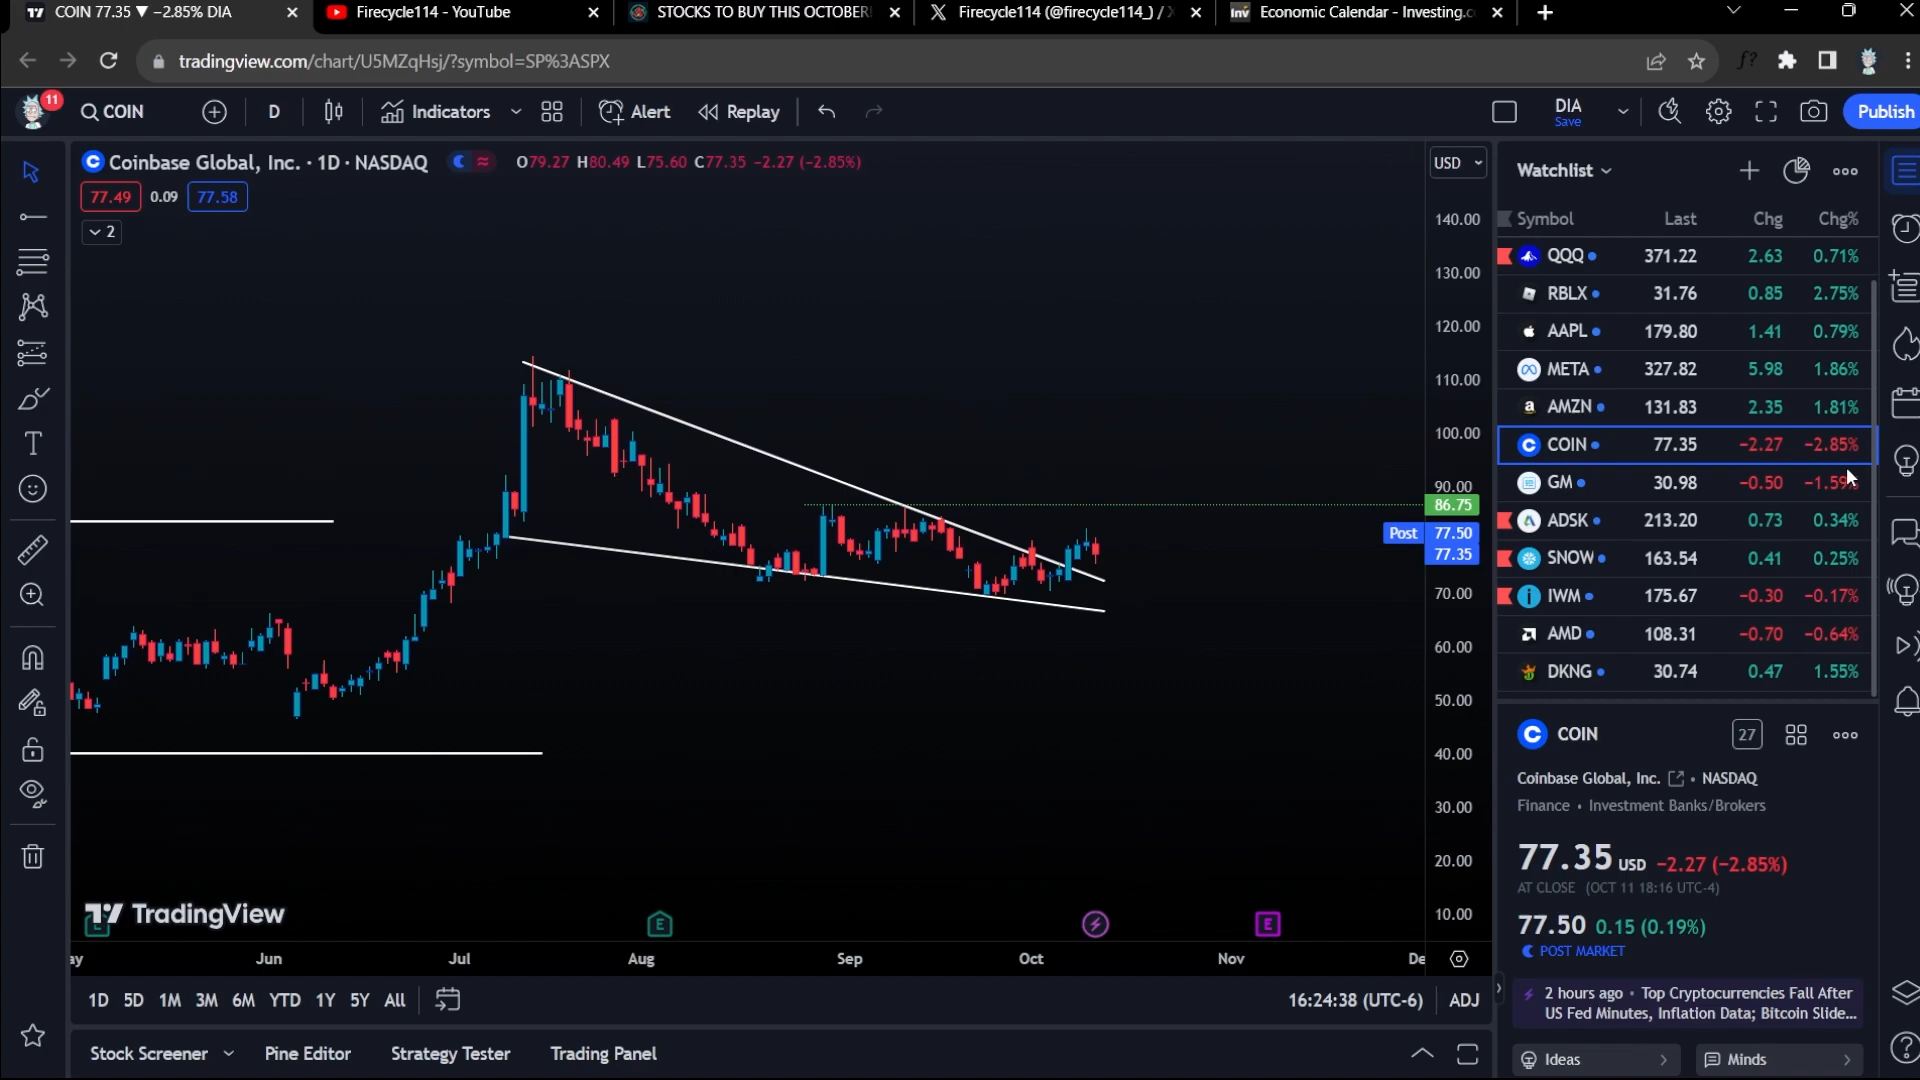 COIN 77.35 ▼ −2.85% DIA
Firecycle114 - YouTube
STOCKS TO BUY THIS OCTOBER
Firecycle114 (@firecycle114_) / X
Economic Calendar - Investing.c
tradingview.com/chart/U5MZqHsj/?symbol=SP%3ASPX
11
COIN
D
Indicators
Alert
Replay
DIA
Save
Publish
Coinbase Global, Inc. · 1D · NASDAQ
O79.27 H80.49 L75.60 C77.35 −2.27 (−2.85%)
77.49 0.09 77.58
2
USD
140.00
130.00
120.00
110.00
100.00
90.00
86.75
Post 77.50
77.35
70.00
60.00
50.00
40.00
30.00
20.00
10.00
TradingView
E
E
ay Jun Jul Aug Sep Oct Nov De
1D 5D 1M 3M 6M YTD 1Y 5Y All
16:24:38 (UTC-6) ADJ
Stock Screener Pine Editor Strategy Tester Trading Panel
Watchlist
Symbol Last Chg Chg%
QQQ 371.22 2.63 0.71%
RBLX 31.76 0.85 2.75%
AAPL 179.80 1.41 0.79%
META 327.82 5.98 1.86%
AMZN 131.83 2.35 1.81%
COIN 77.35 −2.27 −2.85%
GM 30.98 −0.50 −1.59%
ADSK 213.20 0.73 0.34%
SNOW 163.54 0.41 0.25%
IWM 175.67 −0.30 −0.17%
AMD 108.31 −0.70 −0.64%
DKNG 30.74 0.47 1.55%
COIN
27
Coinbase Global, Inc. • NASDAQ
Finance • Investment Banks/Brokers
77.35 USD −2.27 (−2.85%)
AT CLOSE (OCT 11 18:16 UTC-4)
77.50 0.15 (0.19%)
POST MARKET
2 hours ago · Top Cryptocurrencies Fall After
US Fed Minutes, Inflation Data; Bitcoin Slide...
Ideas
Minds